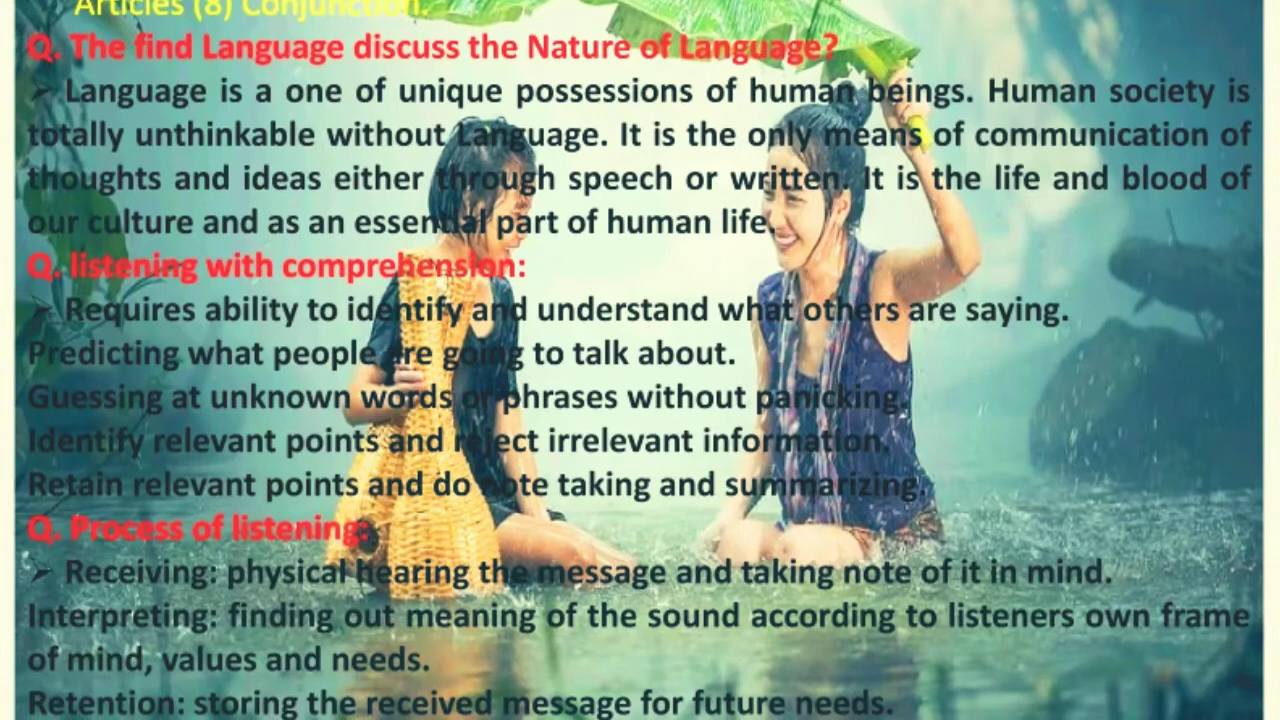 Articles (8) Conjunction.
Q. The find Language discuss the Nature of Language?
➢ Language is a one of unique possessions of human beings. Human society is
totally unthinkable without Language. It is the only means of communication of
thoughts and ideas either through speech or written. It is the life and blood of
our culture and as an essential part of human life.
Q. listening with comprehension:
➢ Requires ability to identify and understand what others are saying.
Predicting what people are going to talk about.
Guessing at unknown words or phrases without panicking.
Identify relevant points and reject irrelevant information.
Retain relevant points and do note taking and summarizing.
Q. Process of listening:
➢ Receiving: physical hearing the message and taking note of it in mind.
Interpreting: finding out meaning of the sound according to listeners own frame
of mind, values and needs.
Retention: storing the received message for future needs.